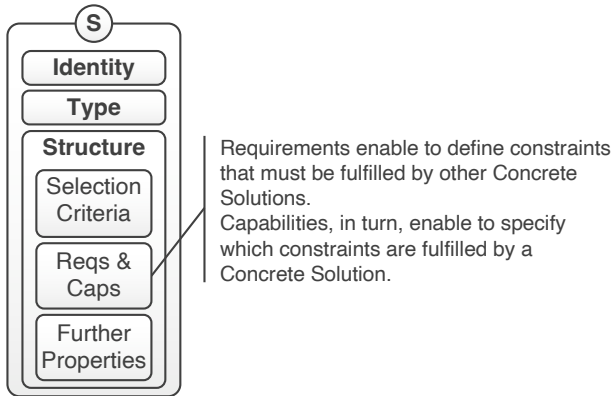 S
Identity
Type
Structure
Selection
Criteria
Reqs &
Caps
Further
Properties
Requirements enable to define constraints
that must be fulfilled by other Concrete
Solutions.
Capabilities, in turn, enable to specify
which constraints are fulfilled by a
Concrete Solution.